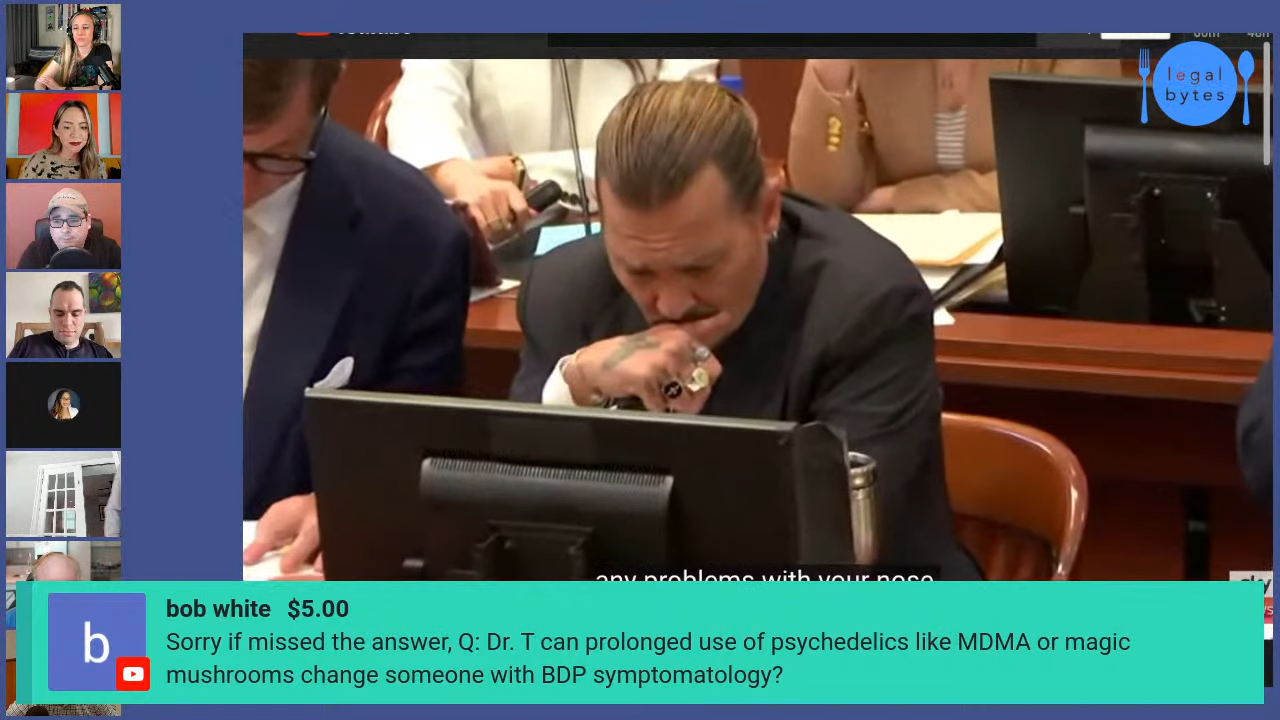 legal
bytes
any problems with your nose
sky
b
bob white $5.00
Sorry if missed the answer, Q: Dr. T can prolonged use of psychedelics like MDMA or magic
mushrooms change someone with BDP symptomatology?